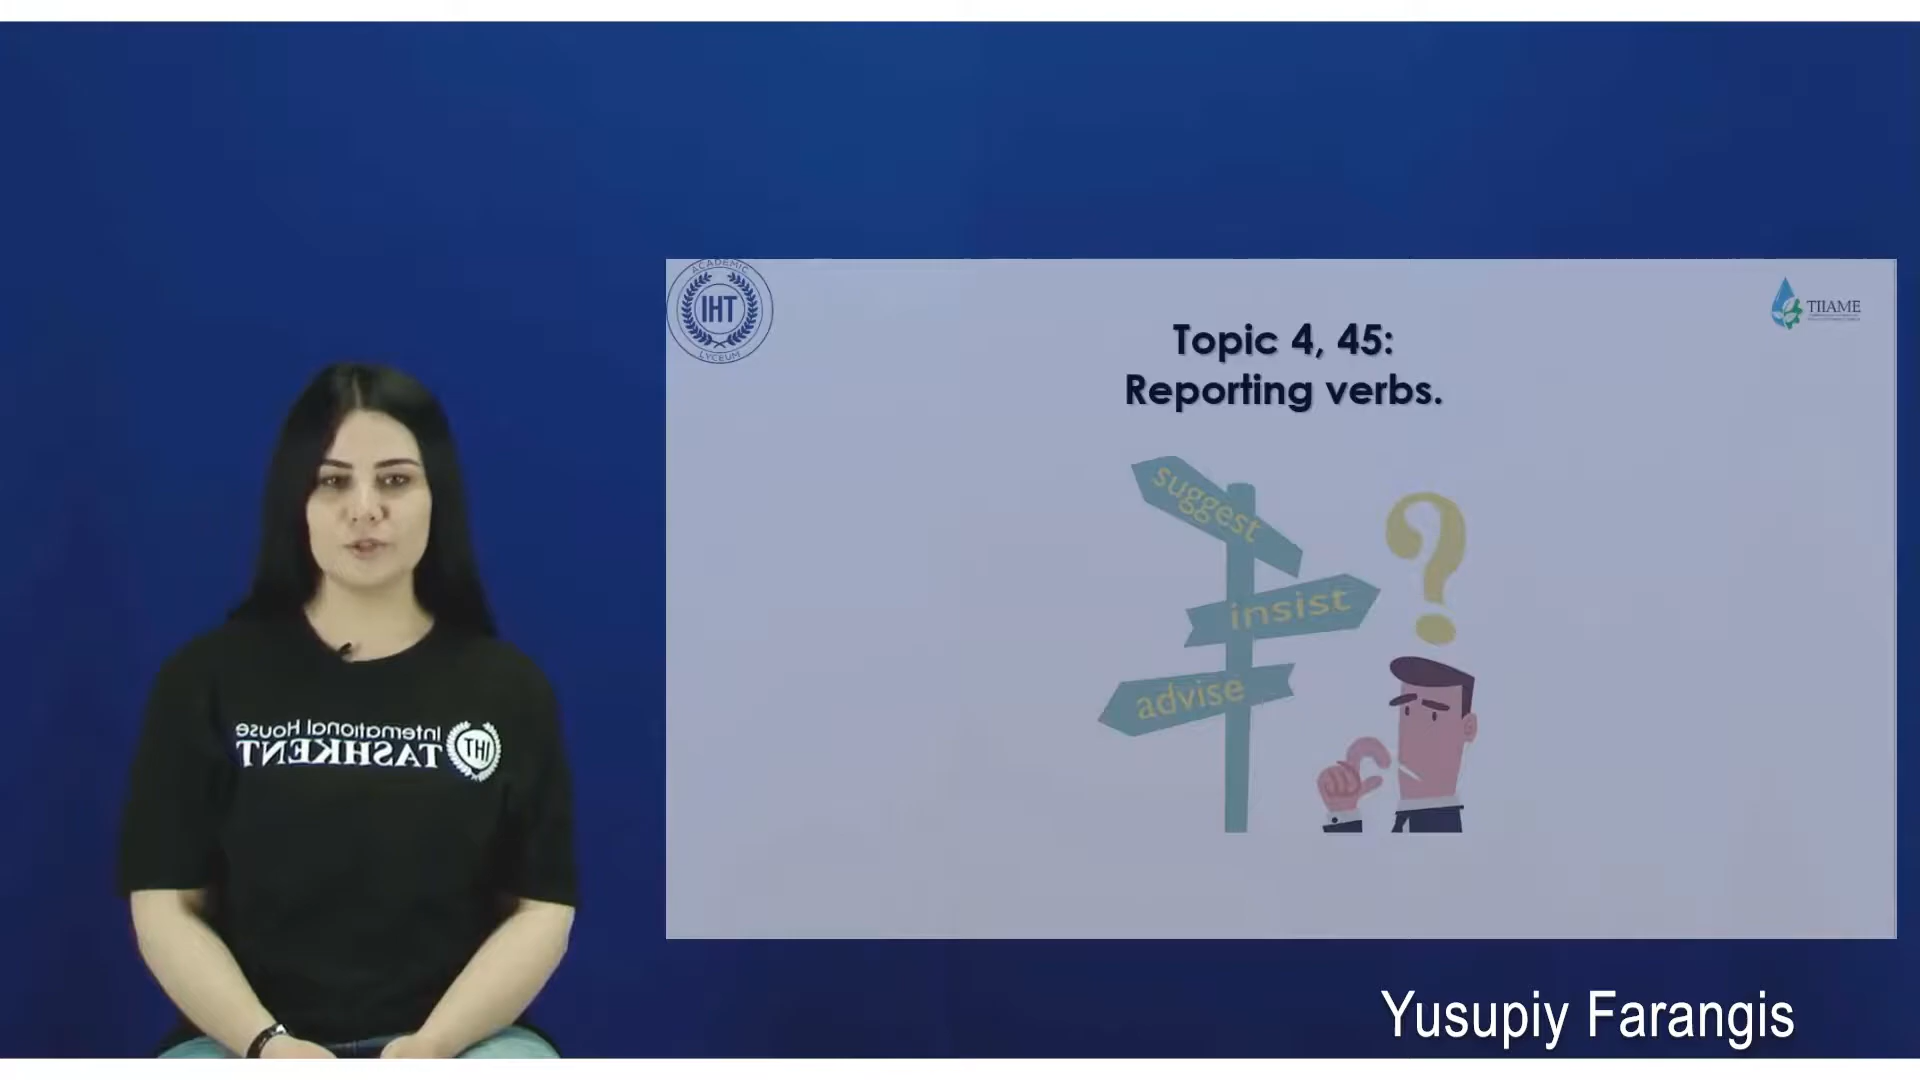 ACADEMIC
IHT
LYCEUM
TIIAME
Topic 4, 45:
Reporting verbs.
suggest
insist
advise
International House
TASHKENT
IHT
Yusupiy Farangis